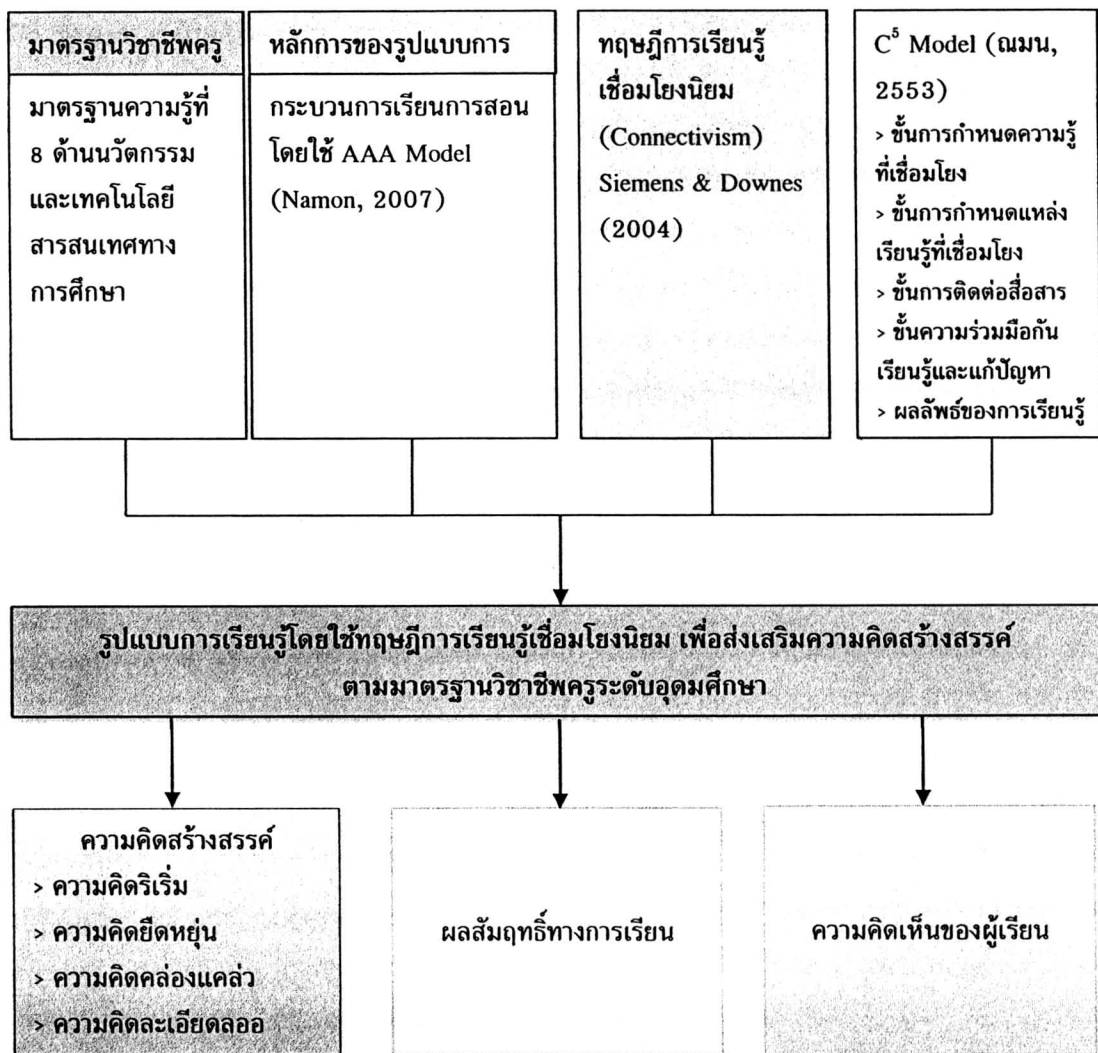 มาตรฐานวิชาชีพครู
มาตรฐานความรู้ที่
8 ด้านนวัตกรรม
และเทคโนโลยี
สารสนเทศทาง
การศึกษา
หลักการของรูปแบบการ
กระบวนการเรียนการสอน
โดยใช้ AAA Model
(Namon, 2007)
ทฤษฎีการเรียนรู้
เชื่อมโยงนิยม
(Connectivism)
Siemens & Downes
(2004)
C⁵ Model (ณมน,
2553)
> ขั้นการกำหนดความรู้
ที่เชื่อมโยง
> ขั้นการกำหนดแหล่ง
เรียนรู้ที่เชื่อมโยง
> ขั้นการติดต่อสื่อสาร
> ขั้นความร่วมมือกัน
เรียนรู้และแก้ปัญหา
> ผลลัพธ์ของการเรียนรู้
รูปแบบการเรียนรู้โดยใช้ทฤษฎีการเรียนรู้เชื่อมโยงนิยม เพื่อส่งเสริมความคิดสร้างสรรค์
ตามมาตรฐานวิชาชีพครูระดับอุดมศึกษา
ความคิดสร้างสรรค์
> ความคิดริเริ่ม
> ความคิดยืดหยุ่น
> ความคิดคล่องแคล่ว
> ความคิดละเอียดลออ
ผลสัมฤทธิ์ทางการเรียน
ความคิดเห็นของผู้เรียน